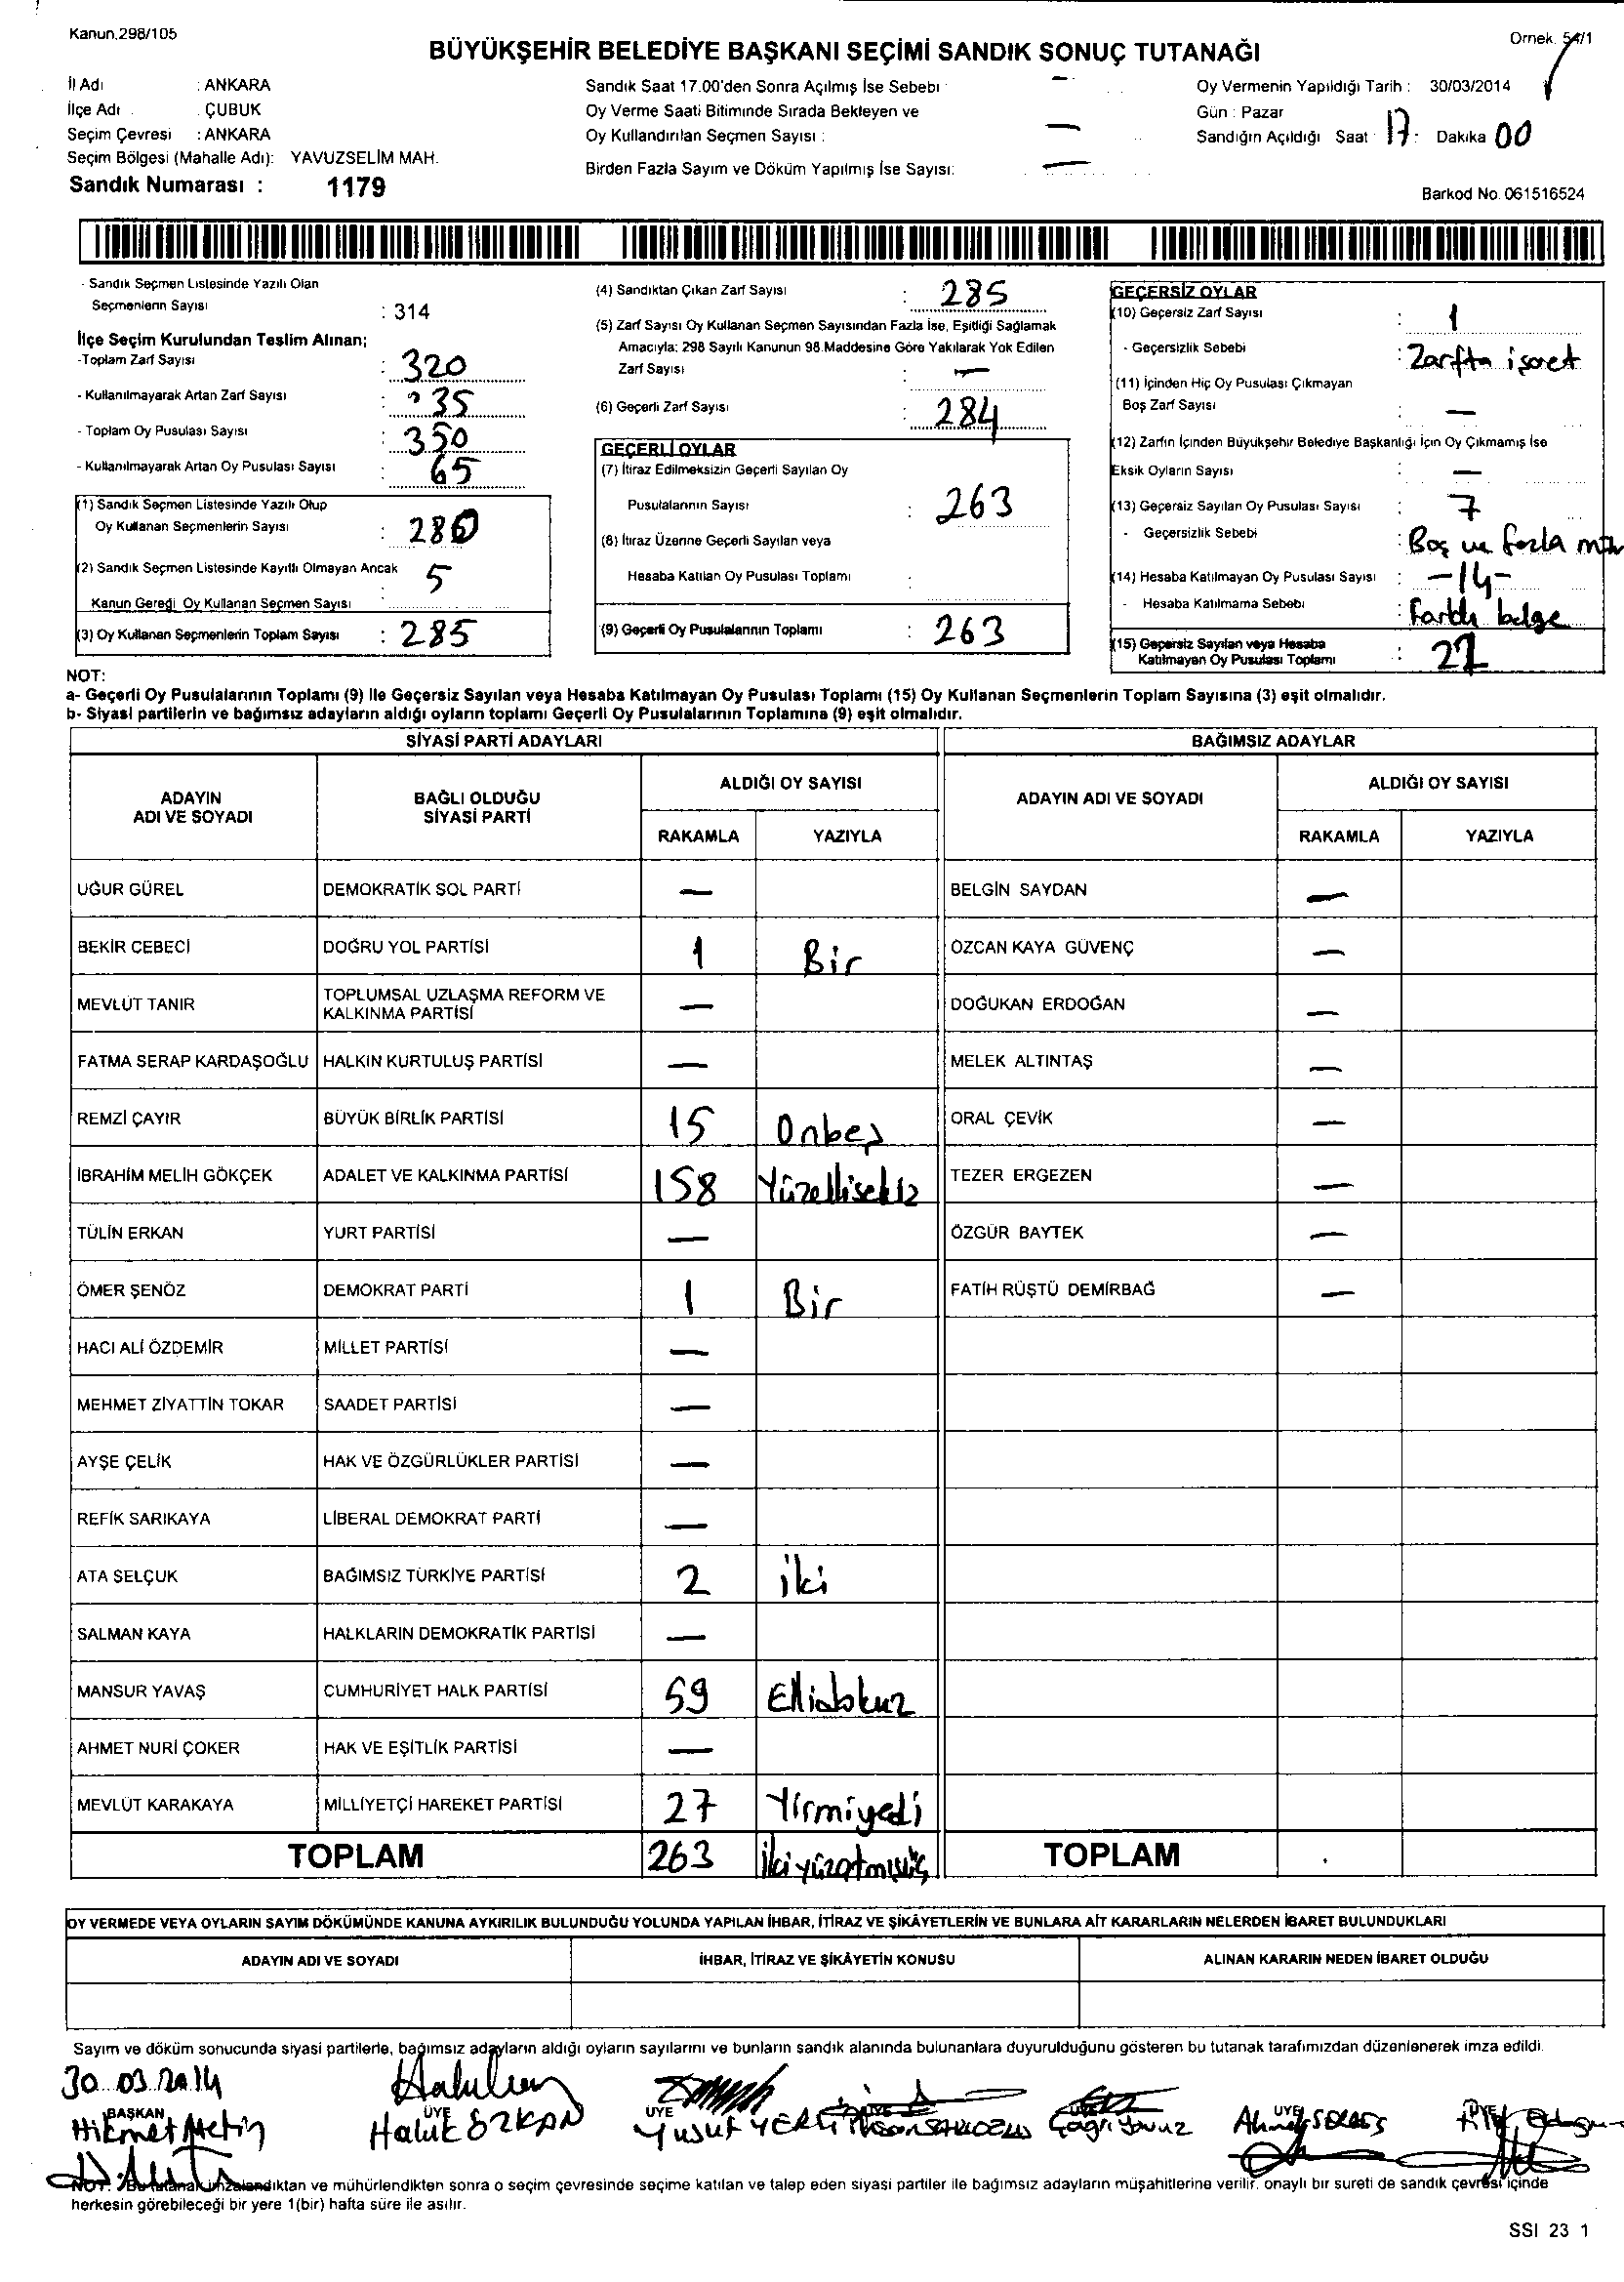 Kanun.298/105
Örnek. 54/1
BÜYÜKŞEHİR BELEDİYE BAŞKANI SEÇİMİ SANDIK SONUÇ TUTANAĞI
İl Adı : ANKARA
İlçe Adı : ÇUBUK
Seçim Çevresi : ANKARA
Seçim Bölgesi (Mahalle Adı): YAVUZSELİM MAH.
Sandık Numarası : 1179
Sandık Saat 17.00'den Sonra Açılmış İse Sebebi —
Oy Verme Saati Bitiminde Sırada Bekleyen ve
Oy Kullandırılan Seçmen Sayısı : —
Birden Fazla Sayım ve Döküm Yapılmış İse Sayısı: —
Oy Vermenin Yapıldığı Tarih : 30/03/2014
Gün : Pazar
Sandığın Açıldığı Saat 17: Dakika 00
Barkod No. 061516524
- Sandık Seçmen Listesinde Yazılı Olan
Seçmenlerin Sayısı : 314
İlçe Seçim Kurulundan Teslim Alınan;
-Toplam Zarf Sayısı : 320
- Kullanılmayarak Artan Zarf Sayısı : 35
- Toplam Oy Pusulası Sayısı : 350
- Kullanılmayarak Artan Oy Pusulası Sayısı : 65
(1) Sandık Seçmen Listesinde Yazılı Olup
Oy Kullanan Seçmenlerin Sayısı : 280
(2) Sandık Seçmen Listesinde Kayıtlı Olmayan Ancak
Kanun Gereği Oy Kullanan Seçmen Sayısı : 5
(3) Oy Kullanan Seçmenlerin Toplam Sayısı : 285
(4) Sandıktan Çıkan Zarf Sayısı : 285
(5) Zarf Sayısı Oy Kullanan Seçmen Sayısından Fazla İse, Eşitliği Sağlamak
Amacıyla; 298 Sayılı Kanunun 98.Maddesine Göre Yakılarak Yok Edilen
Zarf Sayısı : —
(6) Geçerli Zarf Sayısı : 284
GEÇERLİ OYLAR
(7) İtiraz Edilmeksizin Geçerli Sayılan Oy
Pusulalarının Sayısı : 263
(8) İtiraz Üzerine Geçerli Sayılan veya
Hesaba Katılan Oy Pusulası Toplamı :
(9) Geçerli Oy Pusulalarının Toplamı : 263
GEÇERSİZ OYLAR
(10) Geçersiz Zarf Sayısı : 1
- Geçersizlik Sebebi : Zarfta işaret
(11) İçinden Hiç Oy Pusulası Çıkmayan
Boş Zarf Sayısı : —
(12) Zarfın İçinden Büyükşehir Belediye Başkanlığı İçin Oy Çıkmamış İse
Eksik Oyların Sayısı : —
(13) Geçersiz Sayılan Oy Pusulası Sayısı : 7
- Geçersizlik Sebebi : Boş ve fazla
(14) Hesaba Katılmayan Oy Pusulası Sayısı : -14-
- Hesaba Katılmama Sebebi : Farklı belge
(15) Geçersiz Sayılan veya Hesaba
Katılmayan Oy Pusulası Toplamı :
NOT:
a- Geçerli Oy Pusulalarının Toplamı (9) ile Geçersiz Sayılan veya Hesaba Katılmayan Oy Pusulası Toplamı (15) Oy Kullanan Seçmenlerin Toplam Sayısına (3) eşit olmalıdır.
b- Siyasi partilerin ve bağımsız adayların aldığı oyların toplamı Geçerli Oy Pusulalarının Toplamına (9) eşit olmalıdır.
SİYASİ PARTİ ADAYLARI BAĞIMSIZ ADAYLAR
ADAYIN ADI VE SOYADI BAĞLI OLDUĞU SİYASİ PARTİ ALDIĞI OY SAYISI ADAYIN ADI VE SOYADI ALDIĞI OY SAYISI
RAKAMLA YAZIYLA RAKAMLA YAZIYLA
UĞUR GÜREL DEMOKRATİK SOL PARTİ — BELGİN SAYDAN —
BEKİR CEBECİ DOĞRU YOL PARTİSİ 1 Bir ÖZCAN KAYA GÜVENÇ —
MEVLÜT TANIR TOPLUMSAL UZLAŞMA REFORM VE KALKINMA PARTİSİ — DOĞUKAN ERDOĞAN —
FATMA SERAP KARDAŞOĞLU HALKIN KURTULUŞ PARTİSİ — MELEK ALTINTAŞ —
REMZİ ÇAYIR BÜYÜK BİRLİK PARTİSİ 15 Onbeş ORAL ÇEVİK —
İBRAHİM MELİH GÖKÇEK ADALET VE KALKINMA PARTİSİ 158 Yüzellisekiz TEZER ERGEZEN —
TÜLİN ERKAN YURT PARTİSİ — ÖZGÜR BAYTEK —
ÖMER ŞENÖZ DEMOKRAT PARTİ 1 Bir FATİH RÜŞTÜ DEMİRBAĞ —
HACI ALİ ÖZDEMİR MİLLET PARTİSİ —
MEHMET ZİYATTİN TOKAR SAADET PARTİSİ —
AYŞE ÇELİK HAK VE ÖZGÜRLÜKLER PARTİSİ —
REFİK SARIKAYA LİBERAL DEMOKRAT PARTİ —
ATA SELÇUK BAĞIMSIZ TÜRKİYE PARTİSİ 2 iki
SALMAN KAYA HALKLARIN DEMOKRATİK PARTİSİ —
MANSUR YAVAŞ CUMHURİYET HALK PARTİSİ 59 Ellidokuz
AHMET NURİ ÇOKER HAK VE EŞİTLİK PARTİSİ —
MEVLÜT KARAKAYA MİLLİYETÇİ HAREKET PARTİSİ 27 Yirmiyedi
TOPLAM 263 İkiyüzatmışüç TOPLAM
OY VERMEDE VEYA OYLARIN SAYIM DÖKÜMÜNDE KANUNA AYKIRILIK BULUNDUĞU YOLUNDA YAPILAN İHBAR, İTİRAZ VE ŞİKÂYETLERİN VE BUNLARA AİT KARARLARIN NELERDEN İBARET BULUNDUKLARI
ADAYIN ADI VE SOYADI İHBAR, İTİRAZ VE ŞİKÂYETİN KONUSU ALINAN KARARIN NEDEN İBARET OLDUĞU
Sayım ve döküm sonucunda siyasi partilerle, bağımsız adayların aldığı oyların sayılarını ve bunların sandık alanında bulunanlara duyurulduğunu gösteren bu tutanak tarafımızdan düzenlenerek imza edildi.
30.03.2014
BAŞKAN ÜYE ÜYE ÜYE ÜYE ÜYE ÜYE
Hikmet Metin Haluk ÖZKAN Yusuf YERLİ Çağrı Yavuz
NOT: Bu tutanak imzalandıktan ve mühürlendikten sonra o seçim çevresinde seçime katılan ve talep eden siyasi partiler ile bağımsız adayların müşahitlerine verilir, onaylı bir sureti de sandık çevresi içinde
herkesin görebileceği bir yere 1(bir) hafta süre ile asılır.
SSI 23 1